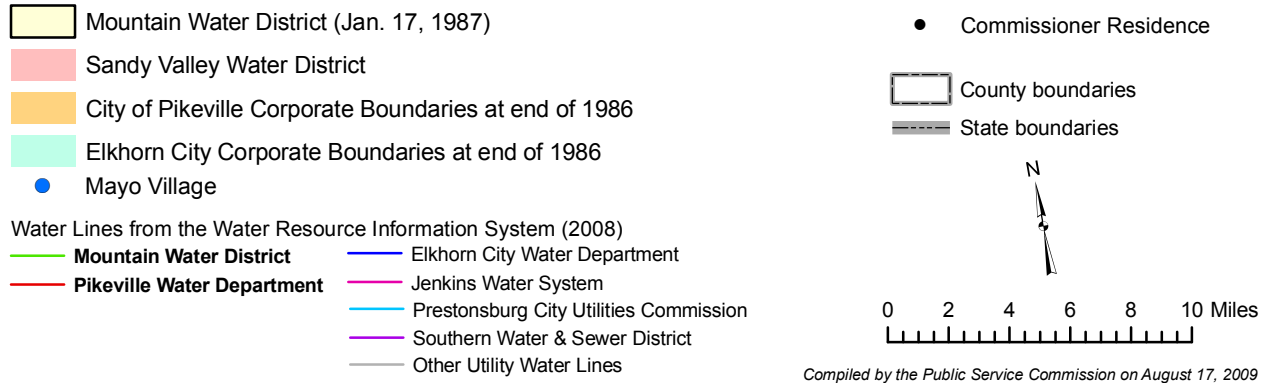 Mountain Water District (Jan. 17, 1987)
Sandy Valley Water District
City of Pikeville Corporate Boundaries at end of 1986
Elkhorn City Corporate Boundaries at end of 1986
Mayo Village
Water Lines from the Water Resource Information System (2008)
Mountain Water District
Pikeville Water Department
Elkhorn City Water Department
Jenkins Water System
Prestonsburg City Utilities Commission
Southern Water & Sewer District
Other Utility Water Lines
Commissioner Residence
County boundaries
State boundaries
N
0 2 4 6 8 10 Miles
Compiled by the Public Service Commission on August 17, 2009